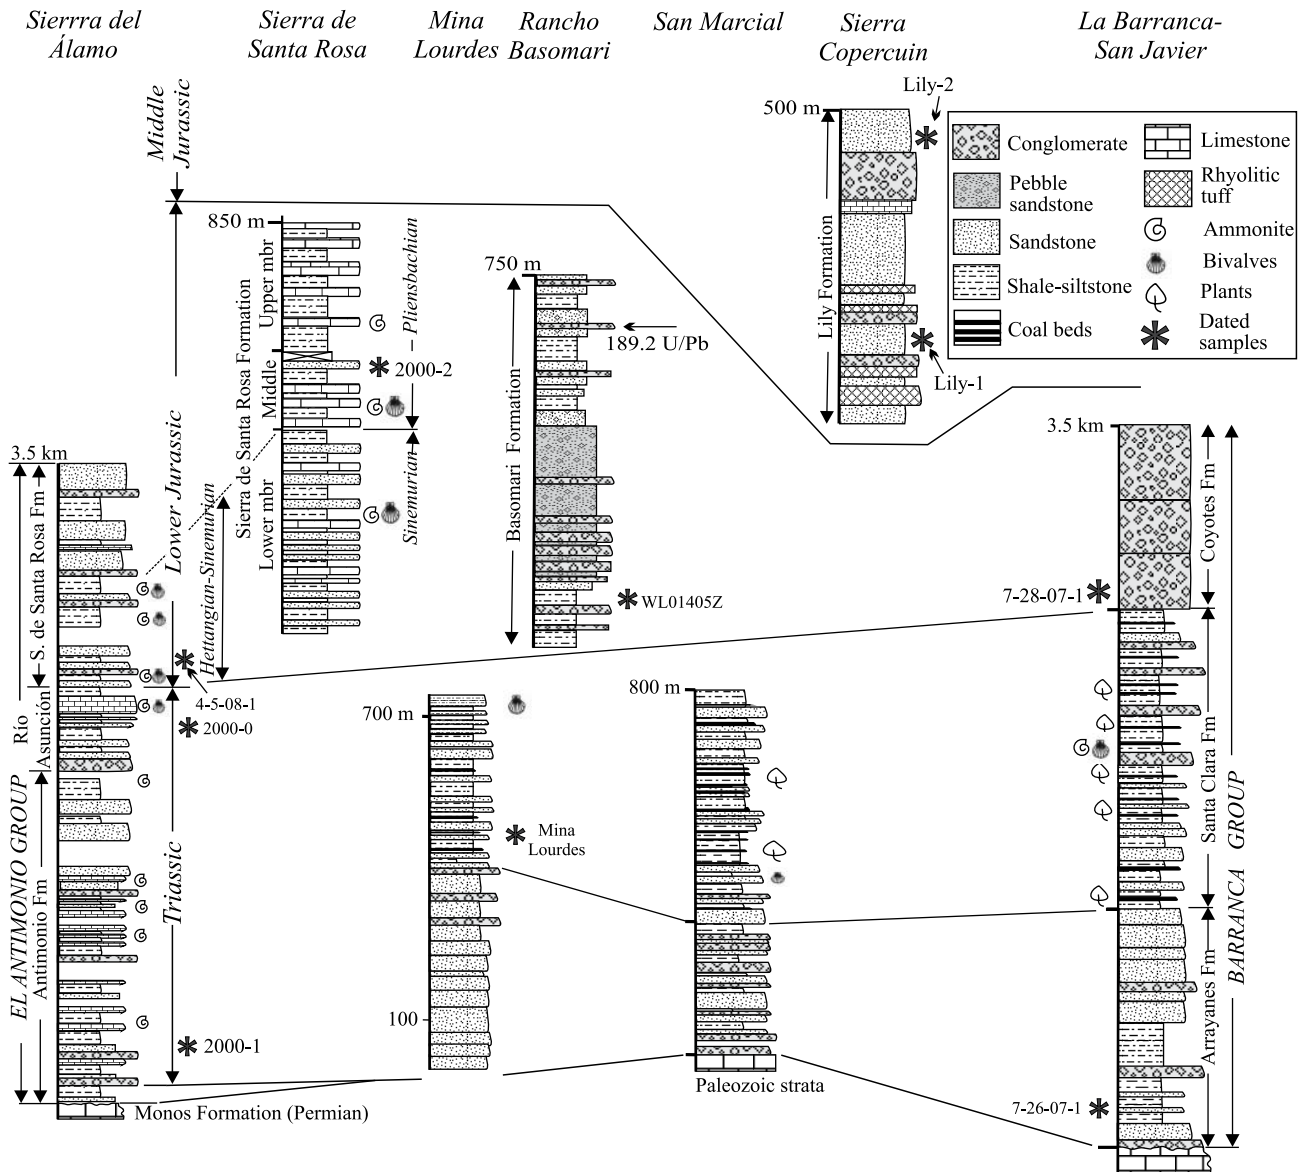 Sierrra del
Álamo
Sierra de
Santa Rosa
Mina
Lourdes
Rancho
Basomari
San Marcial
Sierra
Copercuin
La Barranca-
San Javier
Middle
Jurassic
Lower Jurassic
Triassic
Hettangian-Sinemurian
3.5 km
S. de Santa Rosa Fm
Río
Asunción
EL ANTIMONIO GROUP
Antimonio Fm
4-5-08-1
2000-0
2000-1
Monos Formation (Permian)
850 m
Upper mbr
Middle
Lower mbr
Sierra de Santa Rosa Formation
Pliensbachian
Sinemurian
2000-2
700 m
100
Mina
Lourdes
750 m
Basomari Formation
189.2 U/Pb
WL01405Z
800 m
Paleozoic strata
500 m
Lily Formation
Lily-2
Lily-1
Conglomerate
Pebble
sandstone
Sandstone
Shale-siltstone
Coal beds
Limestone
Rhyolitic
tuff
Ammonite
Bivalves
Plants
Dated
samples
3.5 km
7-28-07-1
7-26-07-1
Coyotes Fm
Santa Clara Fm
Arrayanes Fm
BARRANCA GROUP